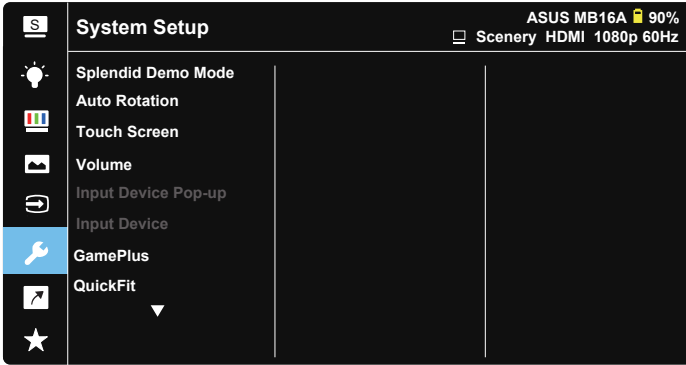 S
System Setup
ASUS MB16A 90%
Scenery HDMI 1080p 60Hz
Splendid Demo Mode
Auto Rotation
Touch Screen
Volume
Input Device Pop-up
Input Device
GamePlus
QuickFit